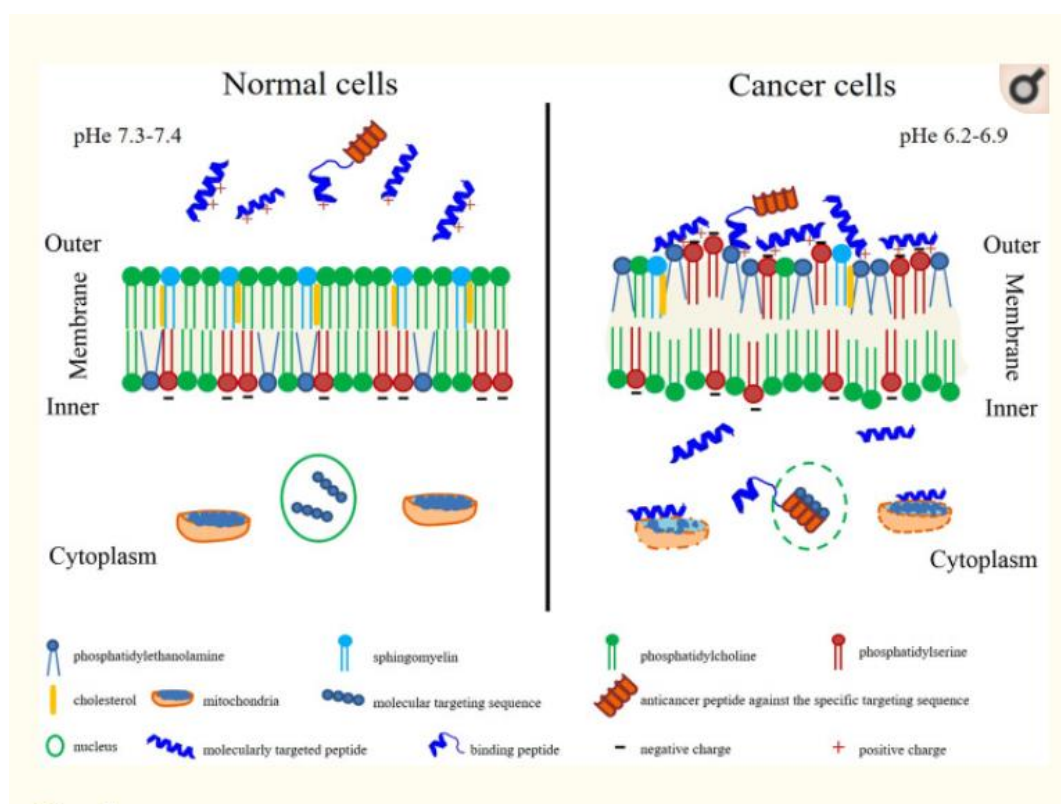 Normal cells
Cancer cells
pHe 7.3-7.4
pHe 6.2-6.9
Outer
Outer
Membrane
Membrane
Inner
Inner
Cytoplasm
Cytoplasm
phosphatidylethanolamine
sphingomyelin
phosphatidylcholine
phosphatidylserine
cholesterol
mitochondria
molecular targeting sequence
anticancer peptide against the specific targeting sequence
nucleus
molecularly targeted peptide
binding peptide
- negative charge
+ positive charge